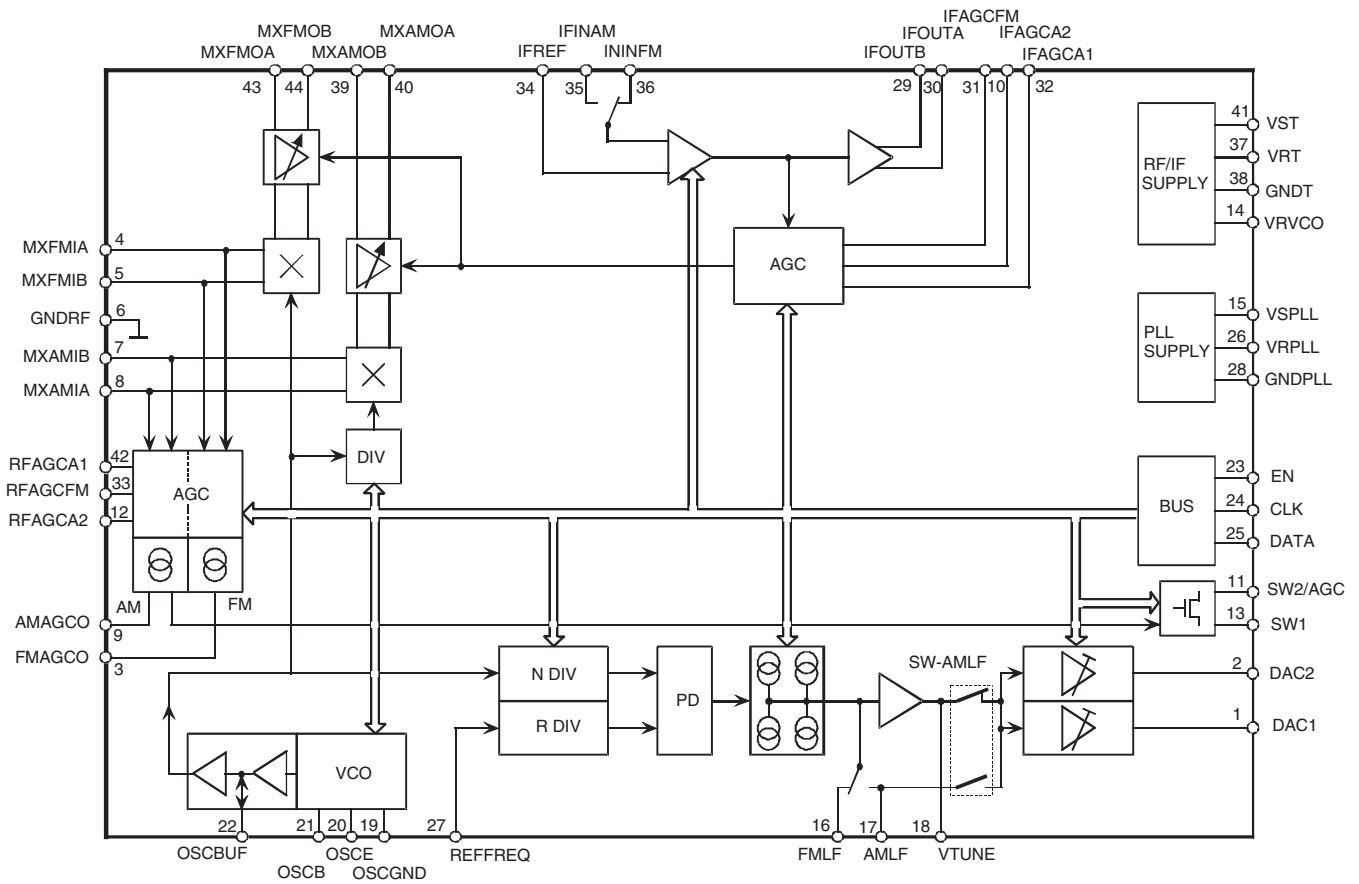 IFAGCFM
MXFMOB
MXAMOA
IFINAM
IFOUTA
IFAGCA2
MXFMOA
MXAMOB
IFREF
ININFM
IFOUTB
IFAGCA1
43
44
39
40
34
35
36
29
30
31
10
32
41
VST
37
VRT
RF/IF
SUPPLY
38
GNDT
14
VRVCO
MXFMIA
4
MXFMIB
5
GNDRF
6
MXAMIB
7
MXAMIA
8
AGC
15
VSPLL
PLL
SUPPLY
26
VRPLL
28
GNDPLL
DIV
RFAGCA1
42
RFAGCFM
33
RFAGCA2
12
AGC
23
EN
BUS
24
CLK
25
DATA
AM
FM
11
SW2/AGC
13
SW1
AMAGCO
9
FMAGCO
3
N DIV
R DIV
PD
SW-AMLF
2
DAC2
1
DAC1
VCO
22
21
20
19
27
16
17
18
OSCBUF
OSCE
REFFREQ
FMLF
AMLF
VTUNE
OSCB
OSCGND